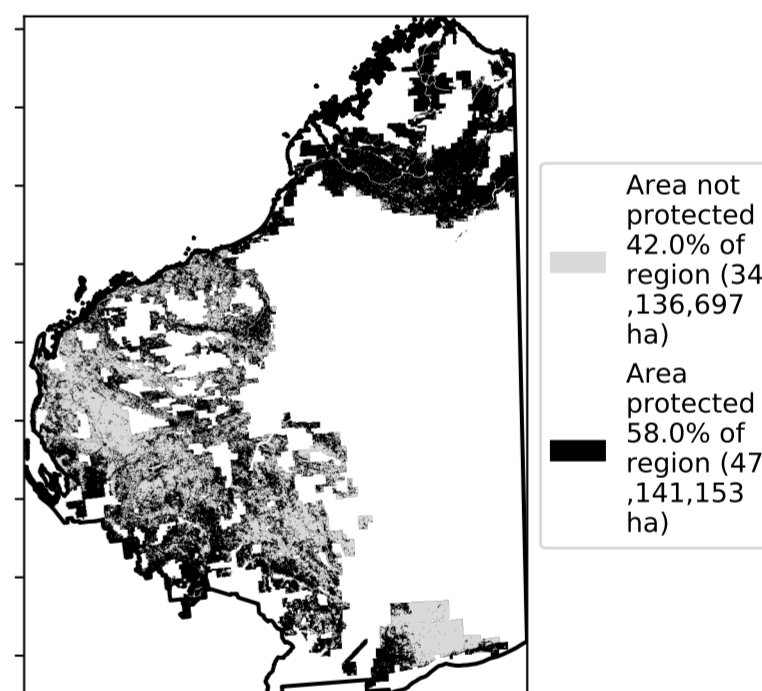 Area not
protected
42.0% of
region (34
,136,697
ha)
Area
protected
58.0% of
region (47
,141,153
ha)